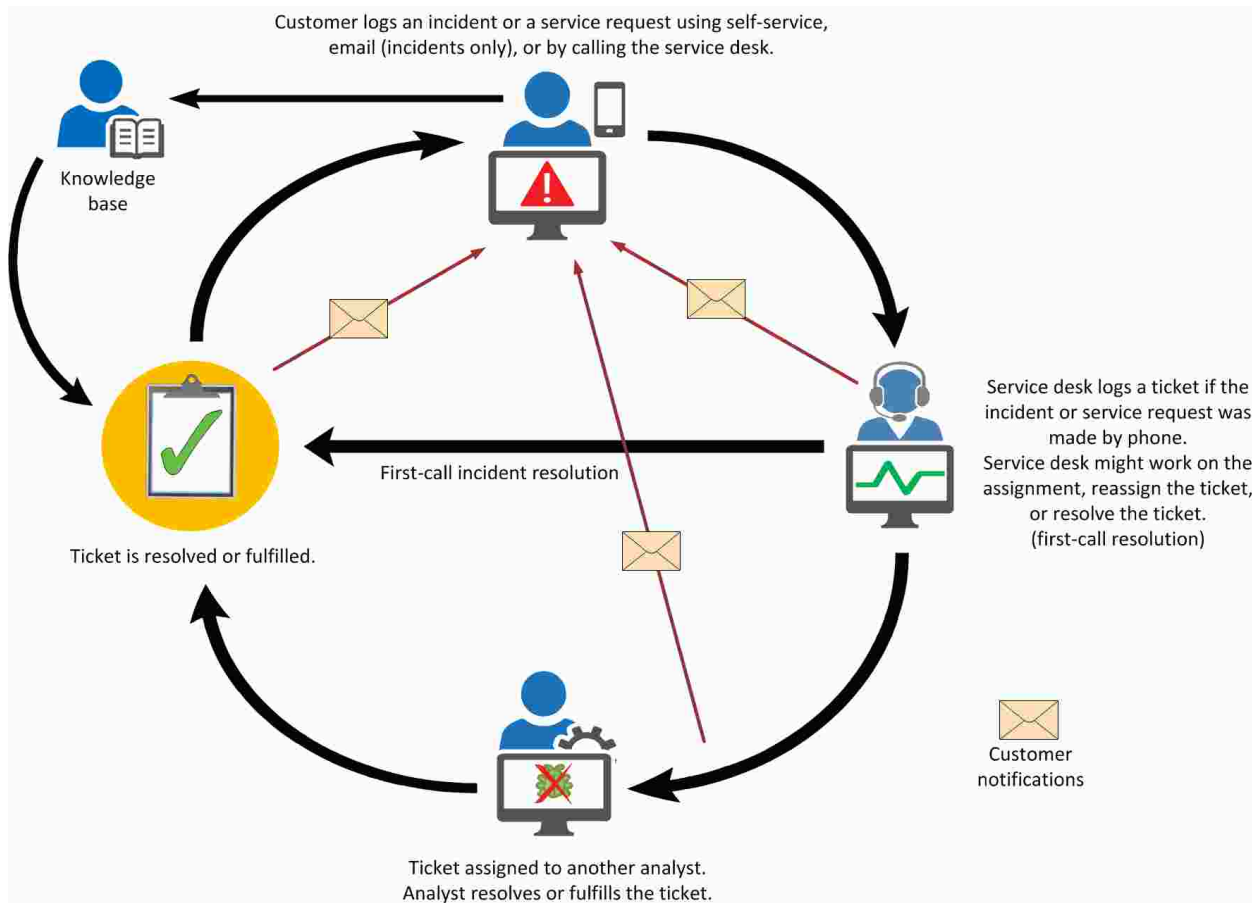 Customer logs an incident or a service request using self-service,
email (incidents only), or by calling the service desk.
Knowledge
base
Service desk logs a ticket if the
incident or service request was
made by phone.
Service desk might work on the
assignment, reassign the ticket,
or resolve the ticket.
(first-call resolution)
First-call incident resolution
Ticket is resolved or fulfilled.
Customer
notifications
Ticket assigned to another analyst.
Analyst resolves or fulfills the ticket.